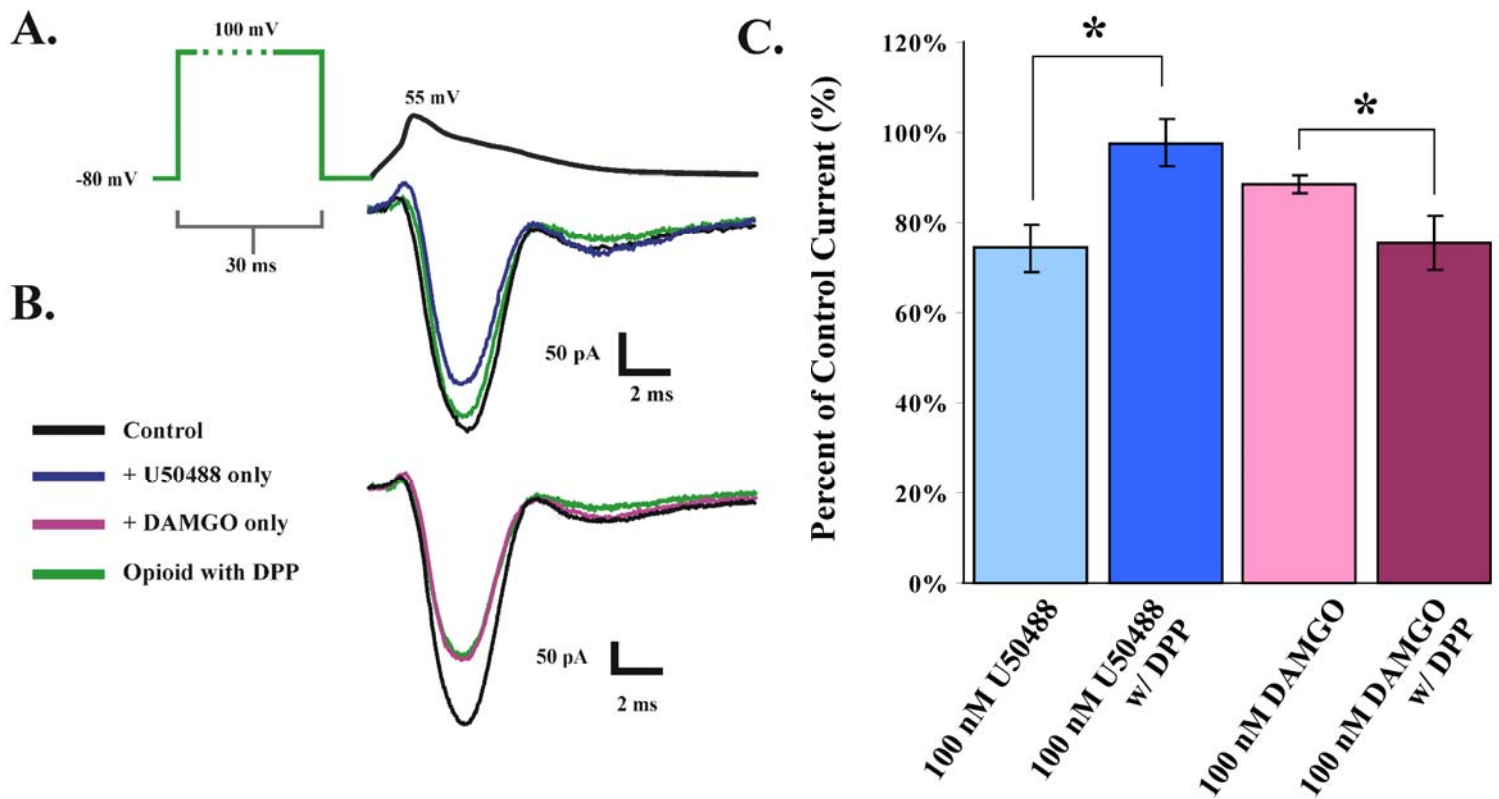 A.
100 mV
55 mV
-80 mV
30 ms
50 pA
2 ms
B.
Control
+ U50488 only
+ DAMGO only
Opioid with DPP
50 pA
2 ms
C.
Percent of Control Current (%)
120%
100%
80%
60%
40%
20%
0%
*
*
100 nM U50488
100 nM U50488
w/ DPP
100 nM DAMGO
100 nM DAMGO
w/ DPP